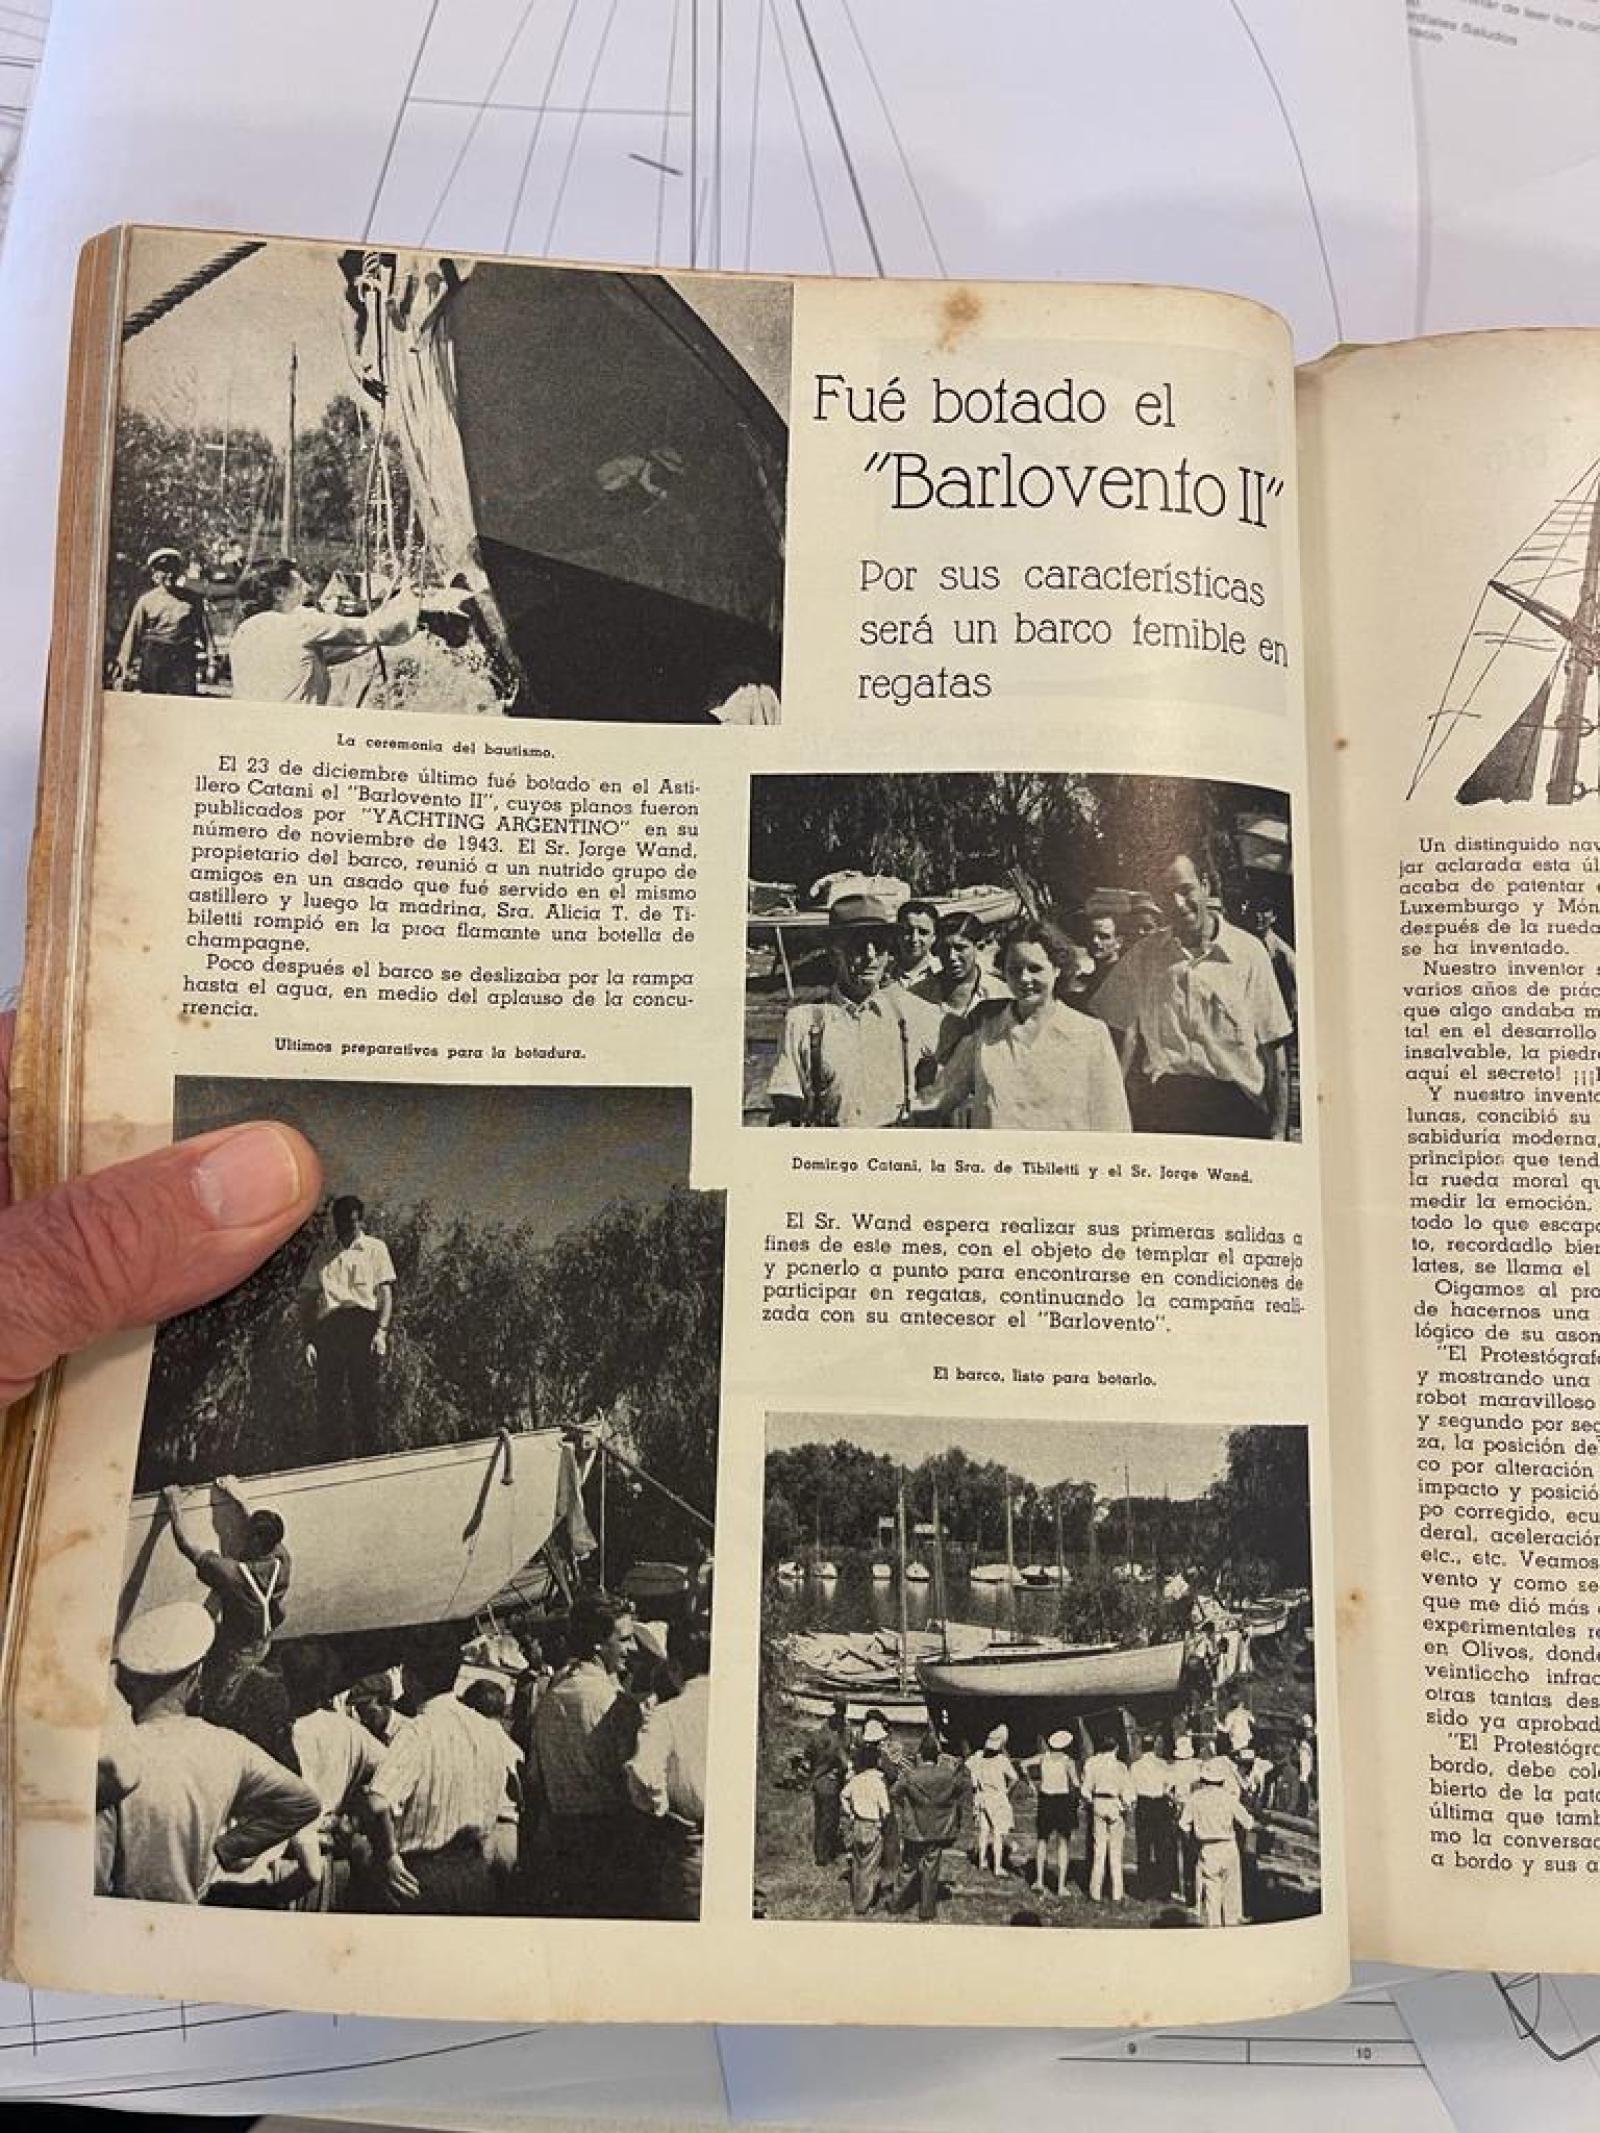 Fué botado el
"Barlovento II"
Por sus características
será un barco temible en
regatas
La ceremonia del bautismo.
El 23 de diciembre último fué botado en el Asti-
llero Catani el "Barlovento II", cuyos planos fueron
publicados por "YACHTING ARGENTINO" en su
número de noviembre de 1943. El Sr. Jorge Wand,
propietario del barco, reunió a un nutrido grupo de
amigos en un asado que fué servido en el mismo
astillero y luego la madrina, Sra. Alicia T. de Ti-
biletti rompió en la proa flamante una botella de
champagne.
Poco después el barco se deslizaba por la rampa
hasta el agua, en medio del aplauso de la concu-
rrencia.
Ultimos preparativos para la botadura.
Domingo Catani, la Sra. de Tibiletti y el Sr. Jorge Wand.
El Sr. Wand espera realizar sus primeras salidas a
fines de este mes, con el objeto de templar el aparejo
y ponerlo a punto para encontrarse en condiciones de
participar en regatas, continuando la campaña reali-
zada con su antecesor el "Barlovento".
El barco, listo para botarlo.
Un distinguido nav
jar aclarada esta úl
acaba de patentar
Luxemburgo y Món
después de la rueda
se ha inventado.
Nuestro inventor
varios años de prác
que algo andaba m
tal en el desarrollo
insalvable, la piedr
aquí el secreto! ¡¡¡
Y nuestro invento
lunas, concibió su
sabiduría moderna,
principios que tend
la rueda moral qu
medir la emoción,
todo lo que escap
to, recordadlo bien
lates, se llama el
Oigamos al pro
de hacernos una
lógico de su ason
"El Protestógraf
y mostrando una
robot maravilloso
y segundo por seg
za, la posición de
co por alteración
impacto y posició
po corregido, ecu
deral, aceleración
etc., etc. Veamos
vento y como se
que me dió más
experimentales re
en Olivos, dond
veintiocho infrac
otras tantas des
sido ya aprobad
"El Protestógra
bordo, debe col
bierto de la pat
última que tamb
mo la conversac
a bordo y sus a
9
10